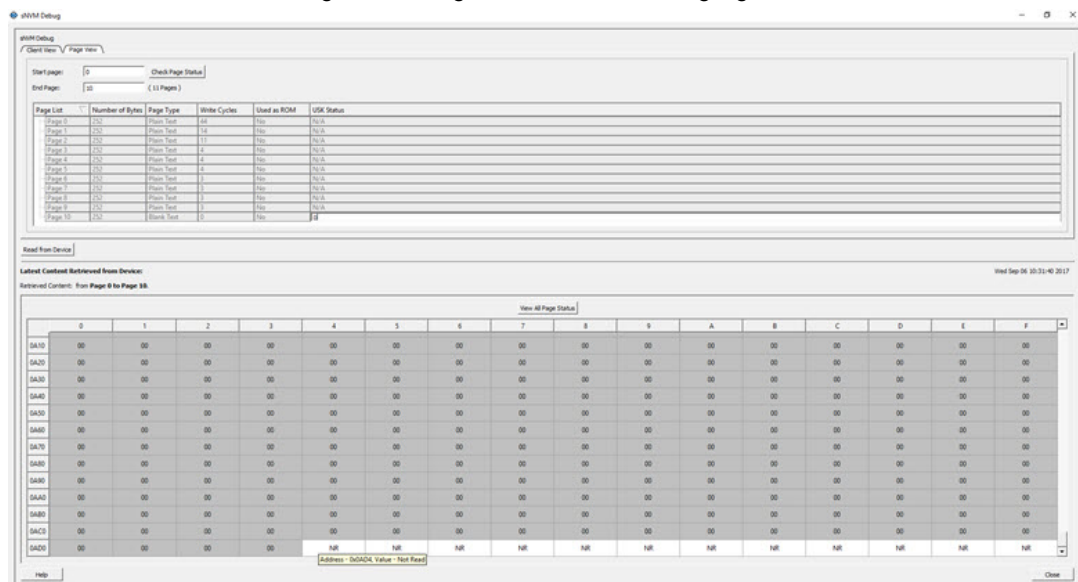 sNVM Debug
sNVM Debug
Client View Page View
Start page: 0 Check Page Status
End Page: 10 ( 11 Pages )
Page List Number of Bytes Page Type Write Cycles Used as ROM USK Status
Page 0 252 Plain Text 44 No N/A
Page 1 252 Plain Text 14 No N/A
Page 2 252 Plain Text 11 No N/A
Page 3 252 Plain Text 4 No N/A
Page 4 252 Plain Text 4 No N/A
Page 5 252 Plain Text 4 No N/A
Page 6 252 Plain Text 3 No N/A
Page 7 252 Plain Text 3 No N/A
Page 8 252 Plain Text 3 No N/A
Page 9 252 Plain Text 3 No N/A
Page 10 252 Blank Text 0 No
Read from Device
Latest Content Retrieved from Device: Wed Sep 06 10:31:40 2017
Retrieved Content: from Page 0 to Page 10.
View All Page Status
0 1 2 3 4 5 6 7 8 9 A B C D E F
0A10 00 00 00 00 00 00 00 00 00 00 00 00 00 00 00 00
0A20 00 00 00 00 00 00 00 00 00 00 00 00 00 00 00 00
0A30 00 00 00 00 00 00 00 00 00 00 00 00 00 00 00 00
0A40 00 00 00 00 00 00 00 00 00 00 00 00 00 00 00 00
0A50 00 00 00 00 00 00 00 00 00 00 00 00 00 00 00 00
0A60 00 00 00 00 00 00 00 00 00 00 00 00 00 00 00 00
0A70 00 00 00 00 00 00 00 00 00 00 00 00 00 00 00 00
0A80 00 00 00 00 00 00 00 00 00 00 00 00 00 00 00 00
0A90 00 00 00 00 00 00 00 00 00 00 00 00 00 00 00 00
0AA0 00 00 00 00 00 00 00 00 00 00 00 00 00 00 00 00
0AB0 00 00 00 00 00 00 00 00 00 00 00 00 00 00 00 00
0AC0 00 00 00 00 00 00 00 00 00 00 00 00 00 00 00 00
0AD0 00 00 00 00 NR NR NR NR NR NR NR NR NR NR NR NR
Address - 0x0AD4, Value - Not Read
Help Close